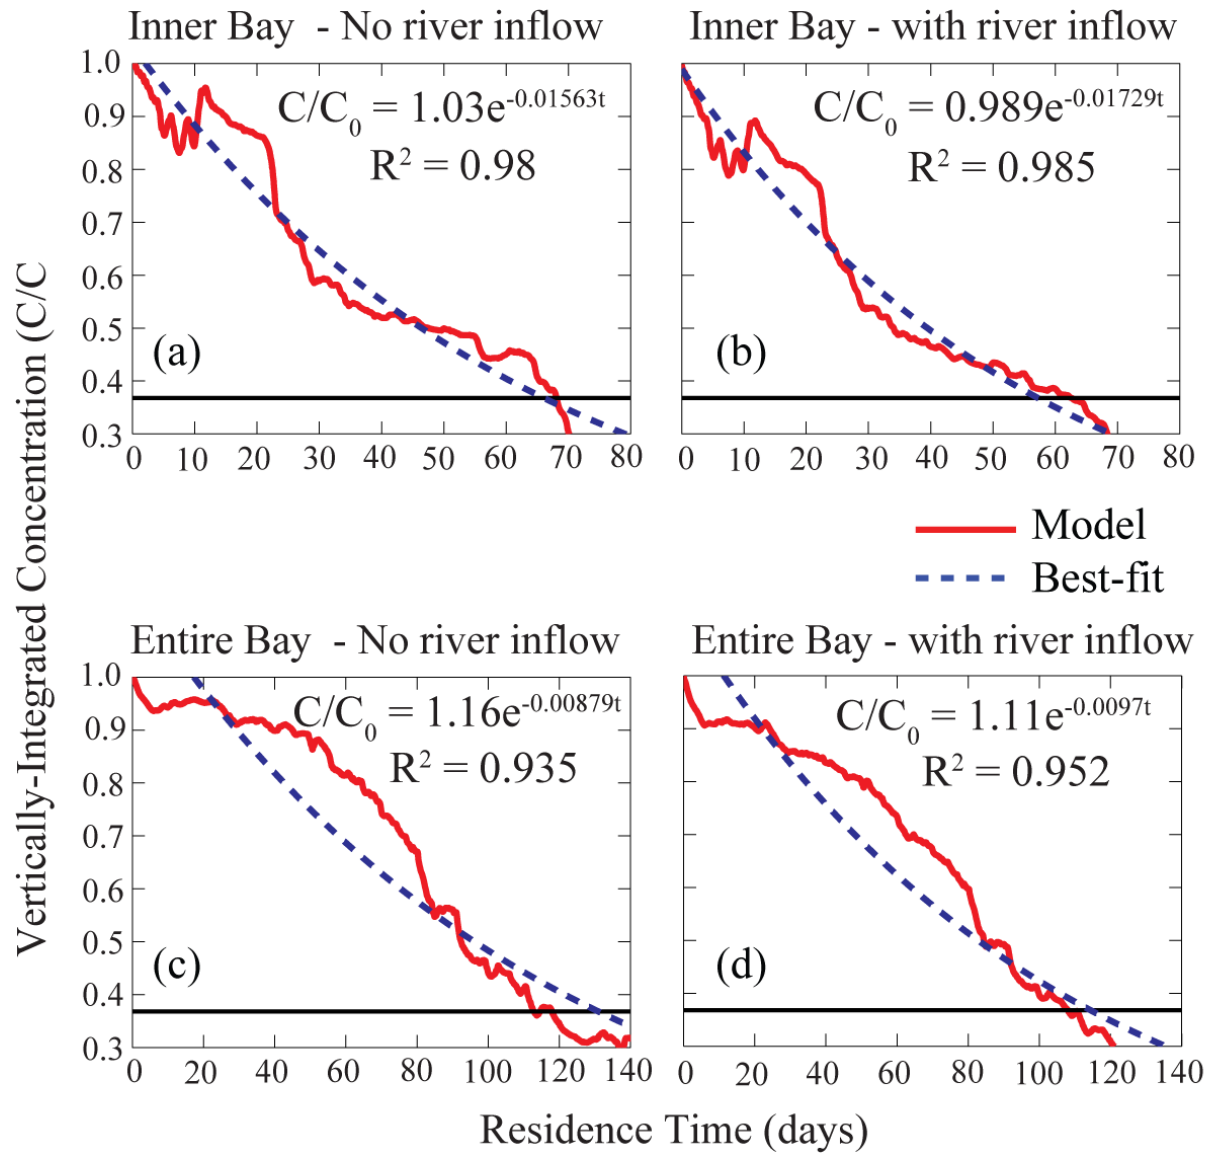 Inner Bay - No river inflow
Inner Bay - with river inflow
Vertically-Integrated Concentration (C/C
1.0
0.9
0.8
0.7
0.6
0.5
0.4
0.3
C/C₀ = 1.03e⁻⁰·⁰¹⁵⁶³ᵗ
R² = 0.98
(a)
0 10 20 30 40 50 60 70 80
C/C₀ = 0.989e⁻⁰·⁰¹⁷²⁹ᵗ
R² = 0.985
(b)
0 10 20 30 40 50 60 70 80
Model
Best-fit
Entire Bay - No river inflow
Entire Bay - with river inflow
1.0
0.9
0.8
0.7
0.6
0.5
0.4
0.3
C/C₀ = 1.16e⁻⁰·⁰⁰⁸⁷⁹ᵗ
R² = 0.935
(c)
0 20 40 60 80 100 120 140
C/C₀ = 1.11e⁻⁰·⁰⁰⁹⁷ᵗ
R² = 0.952
(d)
0 20 40 60 80 100 120 140
Residence Time (days)